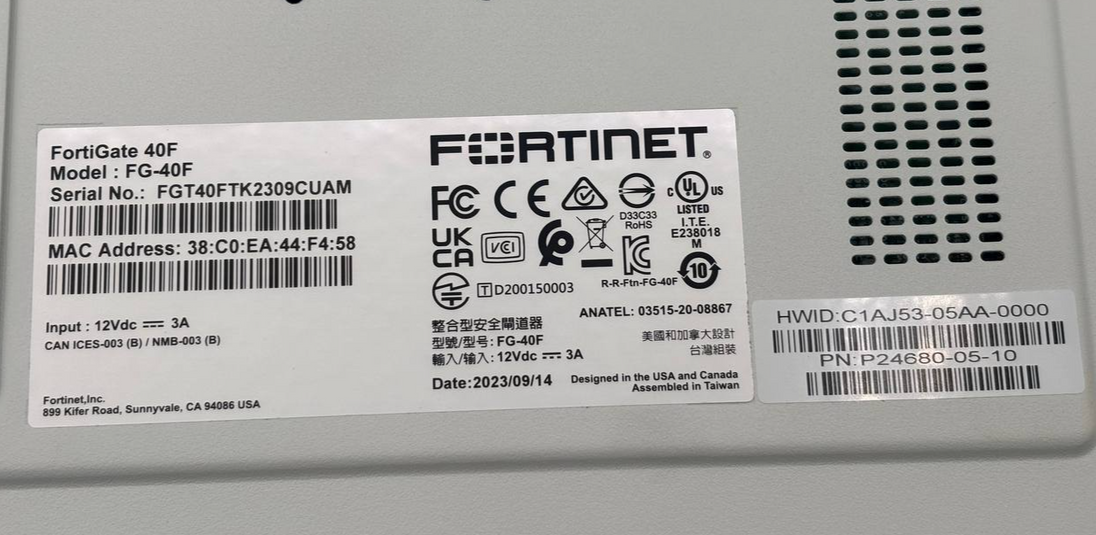 FortiGate 40F
Model : FG-40F
Serial No.: FGT40FTK2309CUAM
MAC Address: 38:C0:EA:44:F4:58
Input : 12Vdc ⎓ 3A
CAN ICES-003 (B) / NMB-003 (B)
Fortinet,Inc.
899 Kifer Road, Sunnyvale, CA 94086 USA
FORTINET®
FC CE
D33C33
RoHS
C UL US
LISTED
I.T.E.
E238018
M
UK
CA
VCI
10
R-R-Ftn-FG-40F
T D200150003
ANATEL: 03515-20-08867
整合型安全閘道器
型號/型号: FG-40F
輸入/输入: 12Vdc ⎓ 3A
美國和加拿大設計
台灣組裝
Date:2023/09/14
Designed in the USA and Canada
Assembled in Taiwan
HWID:C1AJ53-05AA-0000
PN:P24680-05-10